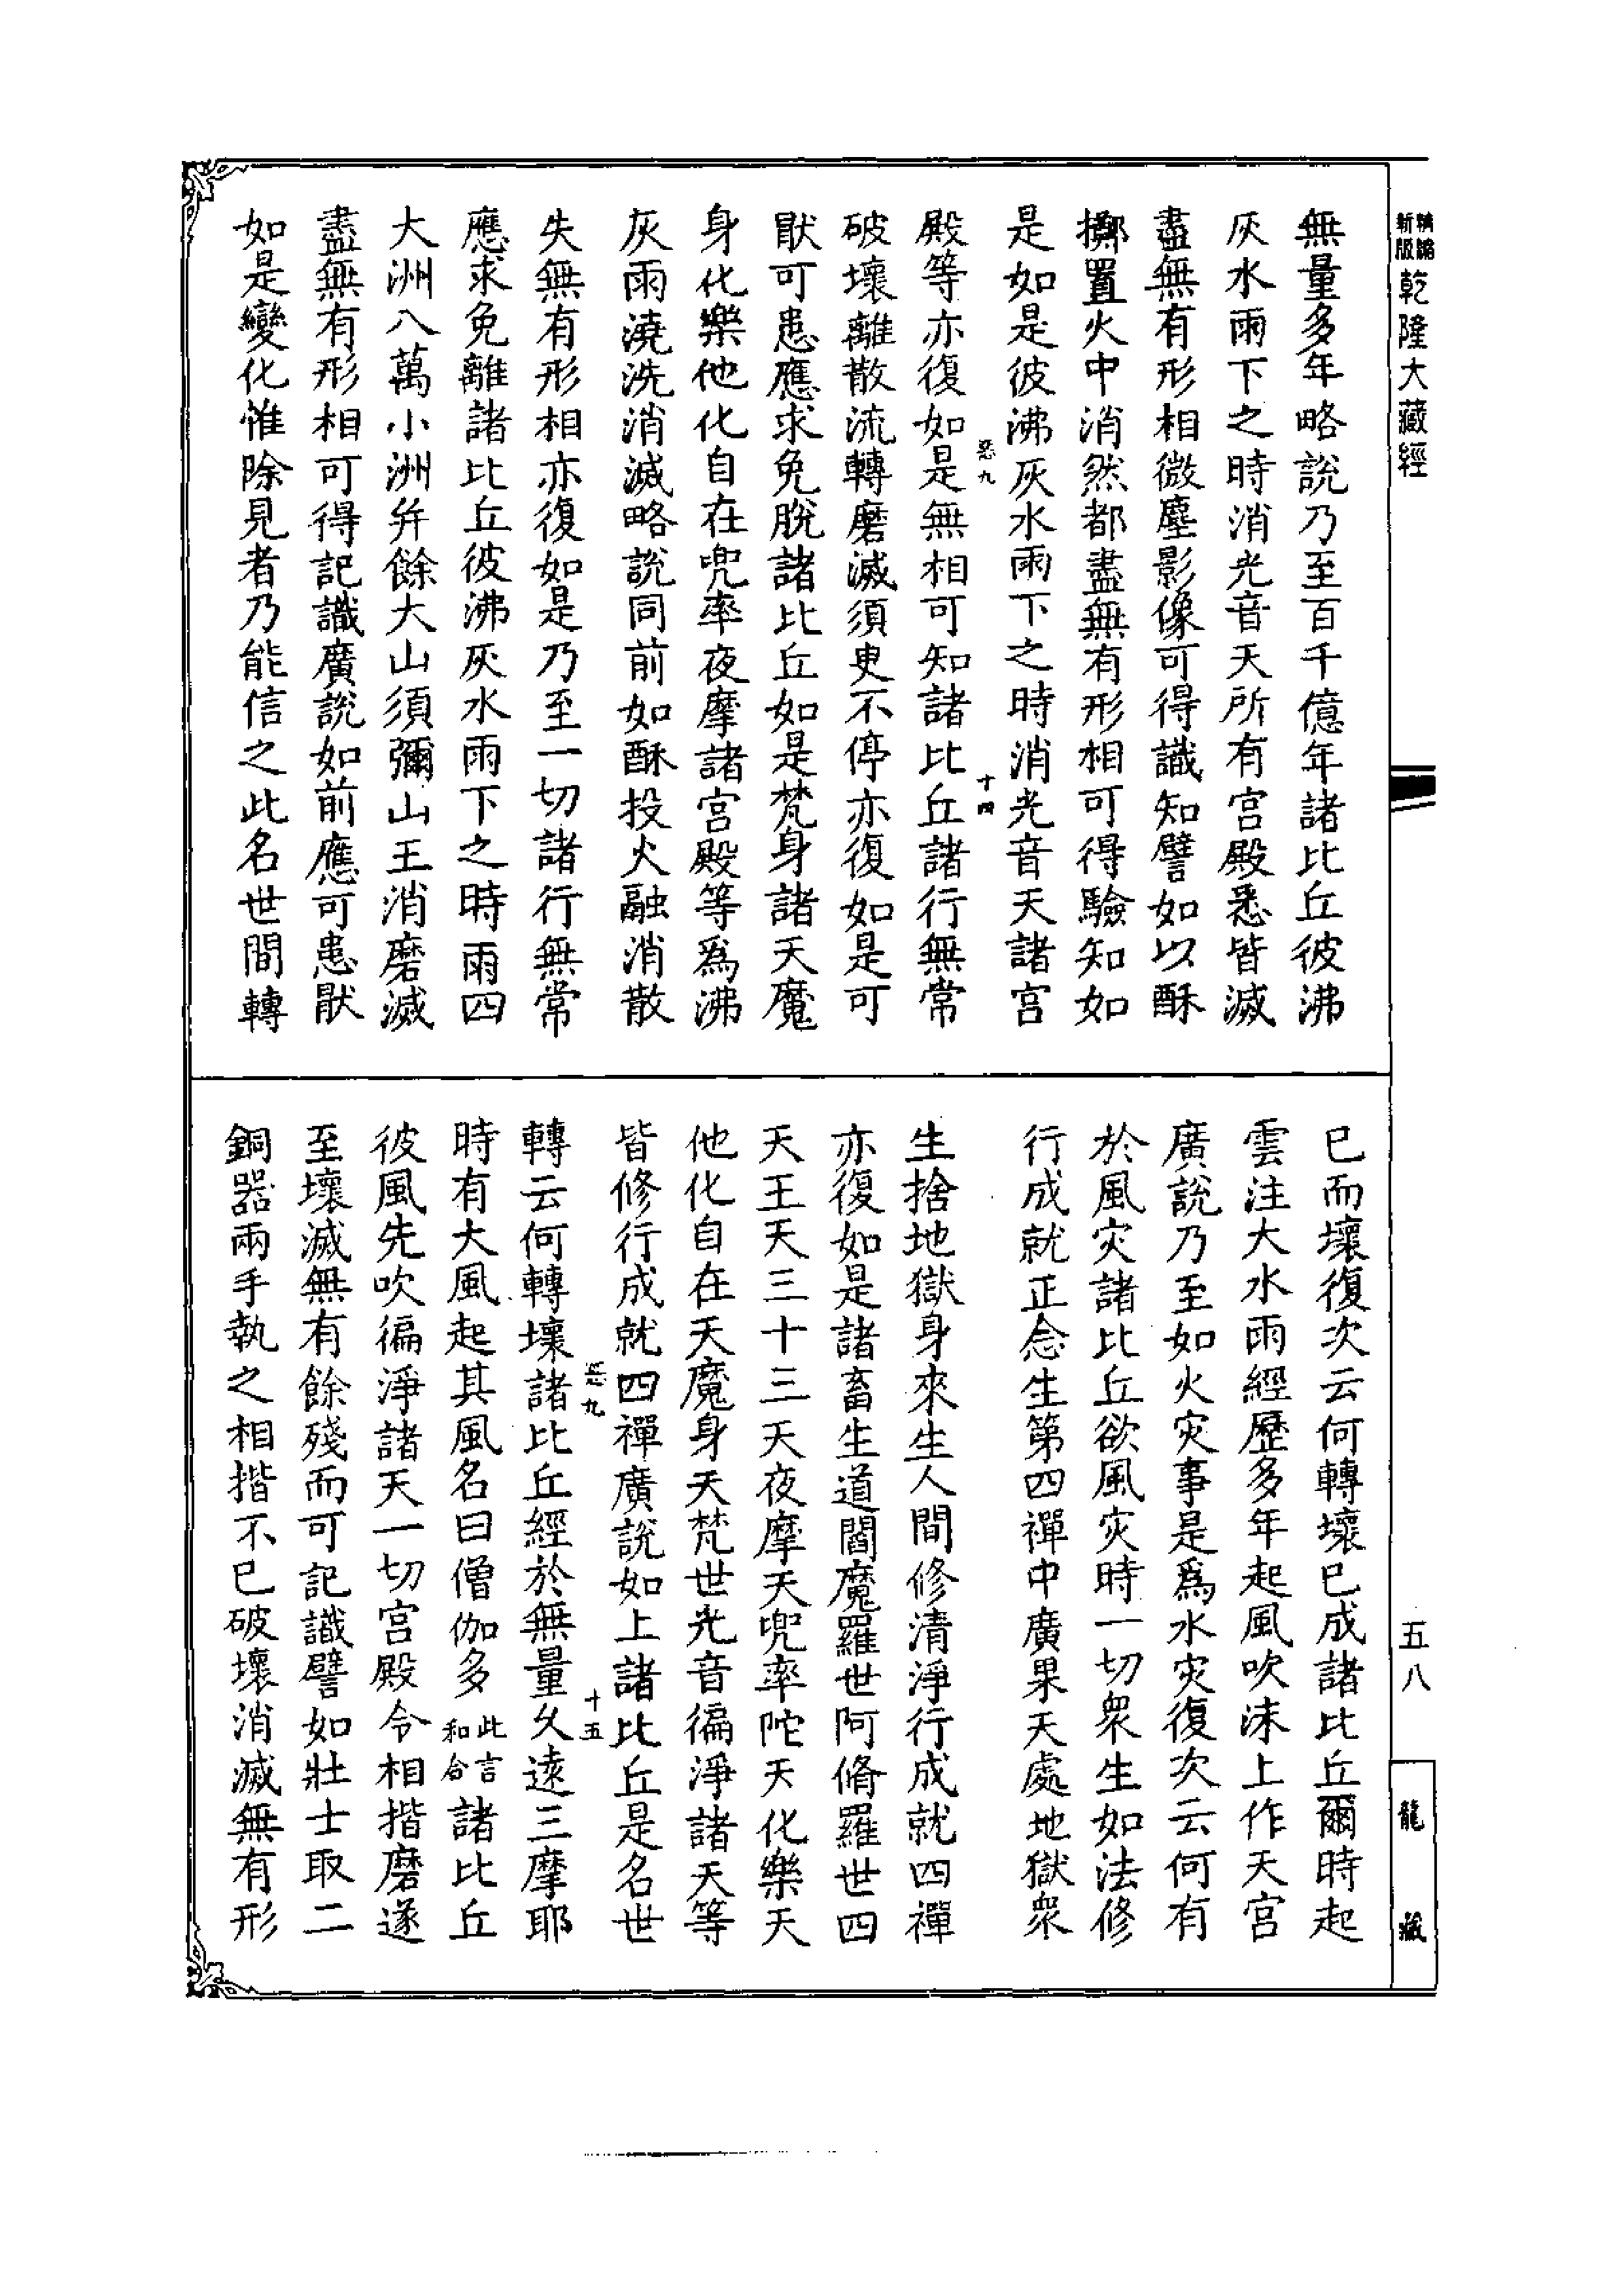 新編
新版
乾隆大藏經
無量多年略說乃至百千億年諸比丘彼沸
灰水雨下之時消光音天所有宮殿悉皆滅
盡無有形相微塵影像可得識知譬如以酥
擲置火中消然都盡無有形相可得驗知如
是如是彼沸灰水雨下之時消光音天諸宮
惡九
十四
殿等亦復如是無相可知諸比丘諸行無常
破壞離散流轉磨滅須臾不停亦復如是可
猒可患應求免脫諸比丘如是梵身諸天魔
身化樂他化自在兜率夜摩諸宮殿等為沸
灰雨澆洗消滅略說同前如酥投火融消散
失無有形相亦復如是乃至一切諸行無常
應求免離諸比丘彼沸灰水雨下之時雨四
大洲八萬小洲并餘大山須彌山王消磨滅
盡無有形相可得記識廣說如前應可患猒
如是變化惟除見者乃能信之此名世間轉
已而壞復次云何轉壞已成諸比丘爾時起
雲注大水雨經歷多年起風吹沫上作天宮
廣說乃至如火灾事是為水灾復次云何有
於風灾諸比丘欲風灾時一切眾生如法修
行成就正念生第四禪中廣果天處地獄眾
生捨地獄身來生人間修清淨行成就四禪
亦復如是諸畜生道閻魔羅世阿脩羅世四
天王天三十三天夜摩天兜率陀天化樂天
他化自在天魔身天梵世光音徧淨諸天等
皆修行成就四禪廣說如上諸比丘是名世
惡九
十五
轉云何轉壞諸比丘經於無量久遠三摩耶
時有大風起其風名曰僧伽多此言和合諸比丘
彼風先吹徧淨諸天一切宮殿令相揩磨遂
至壞滅無有餘殘而可記識譬如壯士取二
銅器兩手執之相揩不已破壞消滅無有形
五八
龍藏